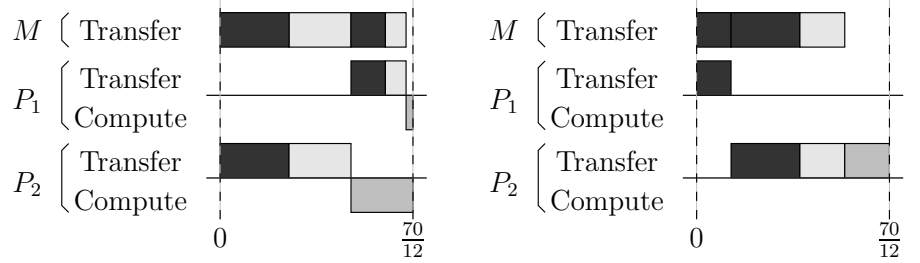 M Transfer
P₁ Transfer
Compute
P₂ Transfer
Compute
0 70/12
M Transfer
P₁ Transfer
Compute
P₂ Transfer
Compute
0 70/12